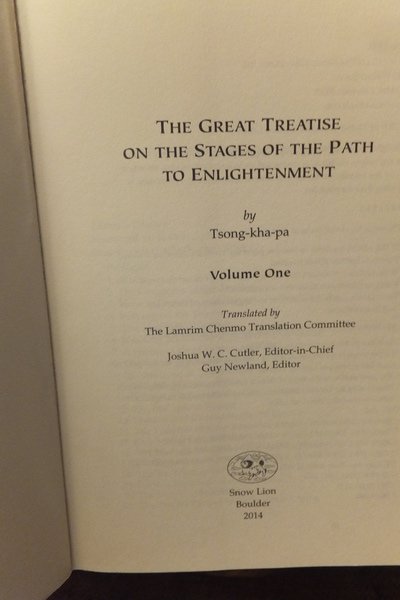 THE GREAT TREATISE
ON THE STAGES OF THE PATH
TO ENLIGHTENMENT
by
Tsong-kha-pa
Volume One
Translated by
The Lamrim Chenmo Translation Committee
Joshua W. C. Cutler, Editor-in-Chief
Guy Newland, Editor
Snow Lion
Boulder
2014